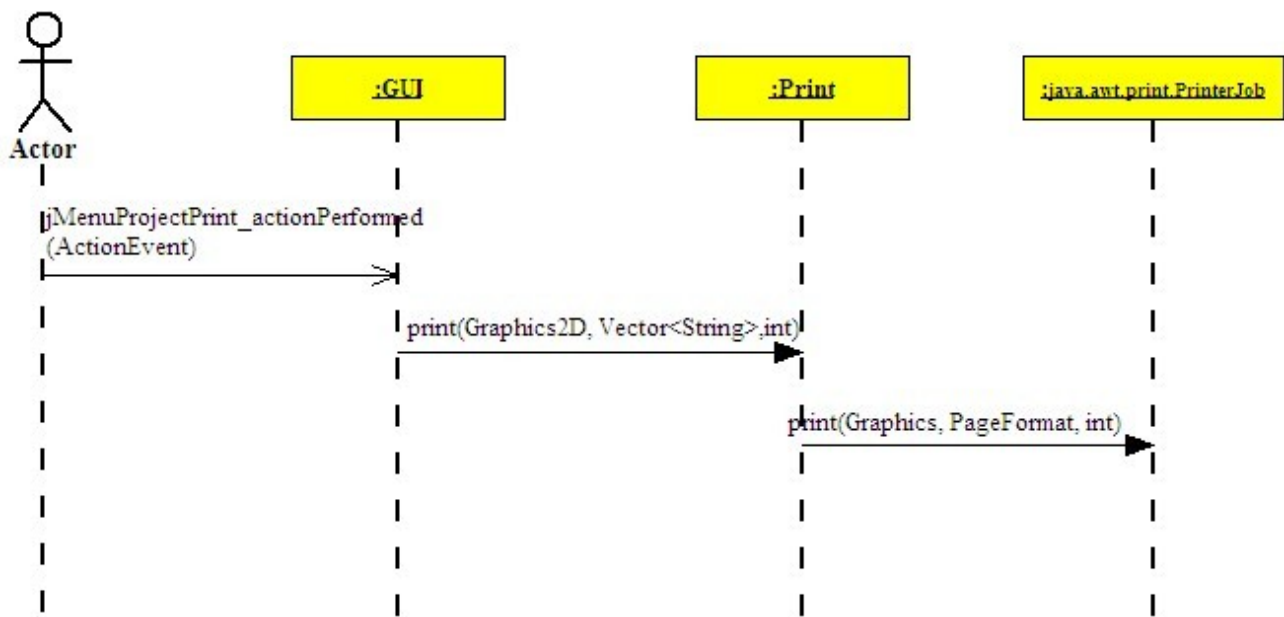 :GUI
:Print
:java.awt.print.PrinterJob
Actor
jMenuProjectPrint_actionPerformed
(ActionEvent)
print(Graphics2D, Vector<String>,int)
print(Graphics, PageFormat, int)